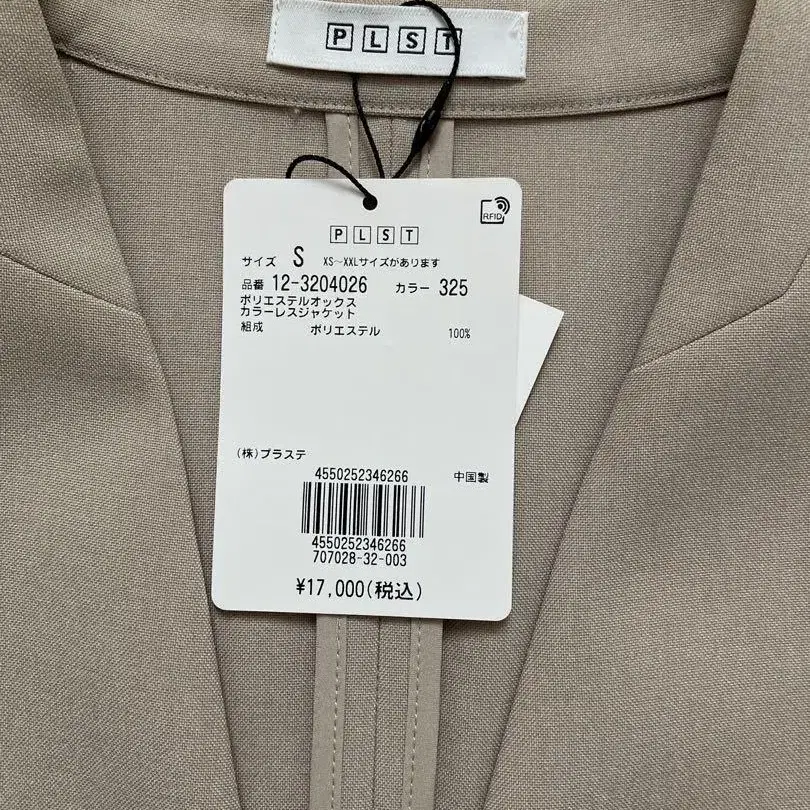 PLST
RFID
PLST
サイズ S XS～XXLサイズがあります
品番 12-3204026 カラー 325
ポリエステルオックス
カラーレスジャケット
組成 ポリエステル 100%
(株)プラステ
4550252346266 中国製
4550252346266
707028-32-003
¥17,000(税込)